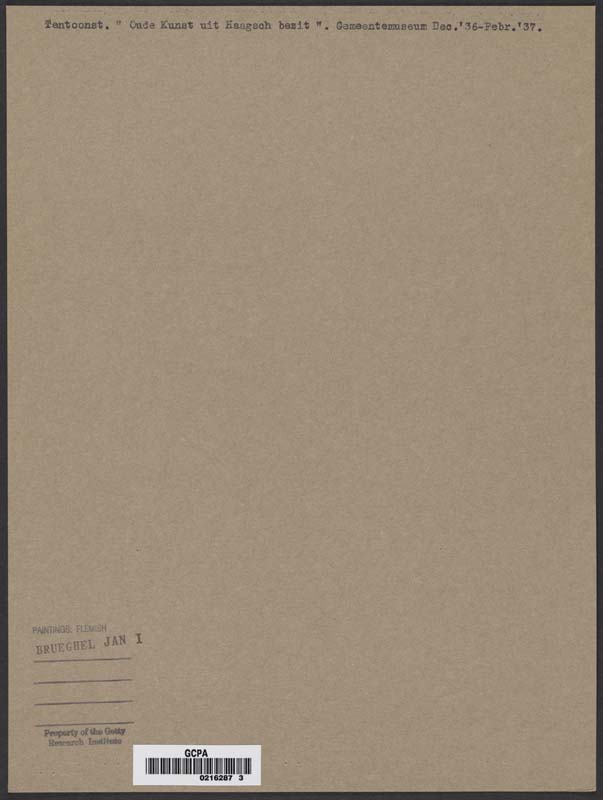 Tentoonst. " Oude Kunst uit Haagsch bezit ". Gemeentemuseum Dec.'36-Febr.'37.
PAINTINGS: FLEMISH
BRUEGHEL JAN I
Property of the Getty
Research Institute
GCPA
0216287 3